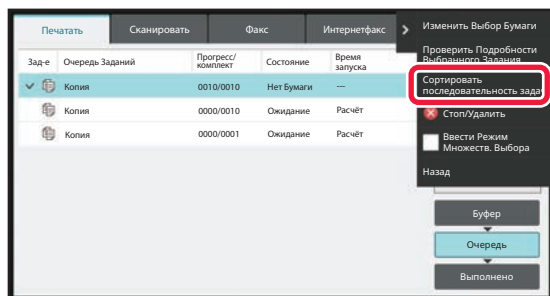 Печатать
Сканировать
Факс
Интернетфакс
Изменить Выбор Бумаги
Проверить Подробности
Выбранного Задания
Сортировать
последовательность зада
Стоп/Удалить
Ввести Режим
Множеств. Выбора
Назад
Зад-е Очередь Заданий Прогресс/комплект Состояние Время запуска
Копия 0010/0010 Нет Бумаги ---
Копия 0000/0010 Ожидание Расчёт
Копия 0000/0001 Ожидание Расчёт
Буфер
Очередь
Выполнено